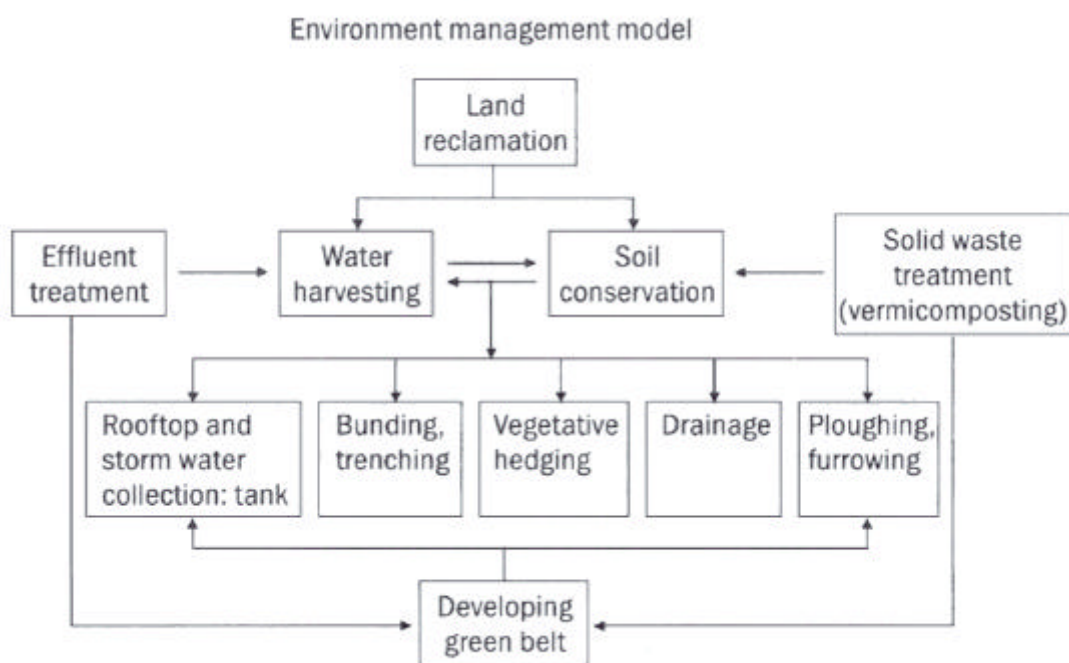 Environment management model
Land
reclamation
Effluent
treatment
Water
harvesting
Soil
conservation
Solid waste
treatment
(vermicomposting)
Rooftop and
storm water
collection: tank
Bunding,
trenching
Vegetative
hedging
Drainage
Ploughing,
furrowing
Developing
green belt